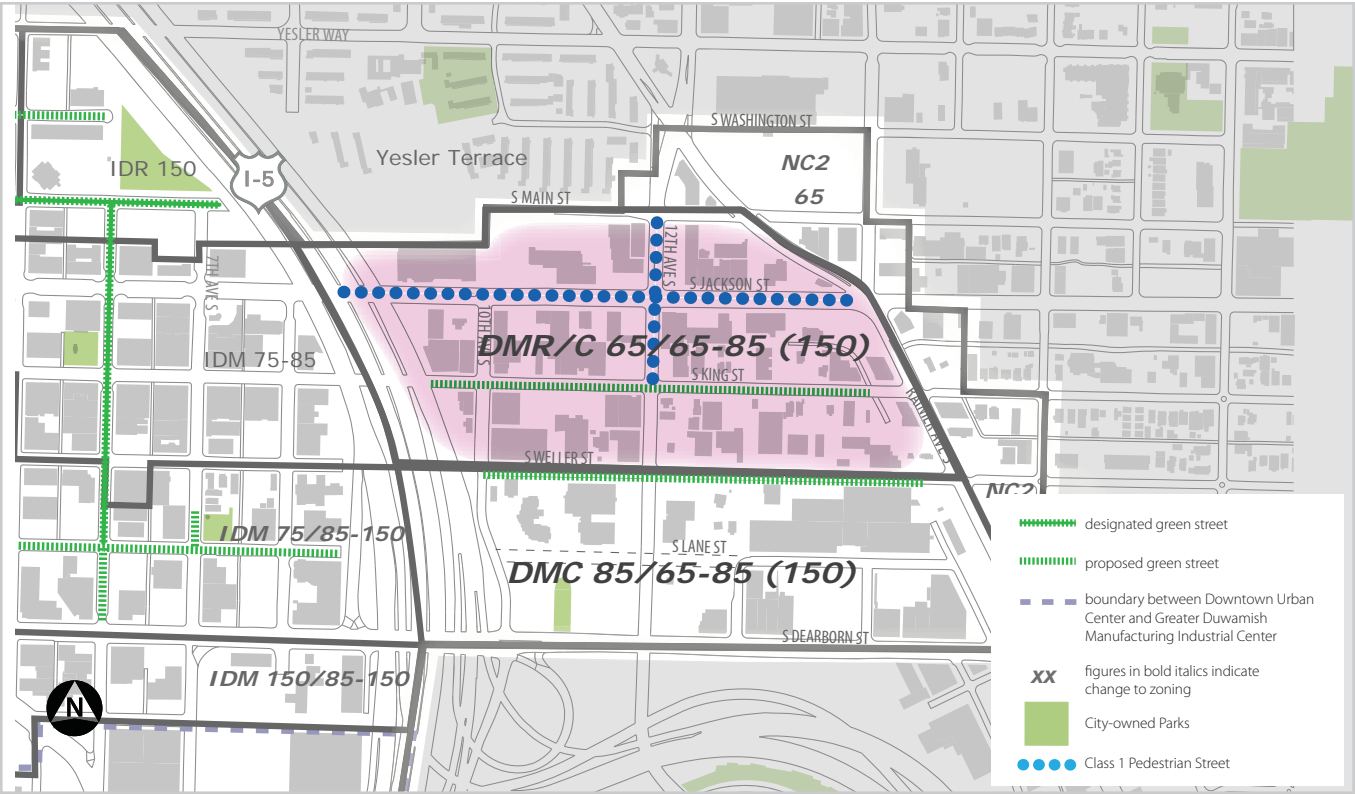 YESLER WAY
S WASHINGTON ST
Yesler Terrace
NC2
65
IDR 150
I-5
S MAIN ST
12TH AVE S
7TH AVE S
S JACKSON ST
10TH AVE S
DMR/C 65/65-85 (150)
IDM 75-85
S KING ST
RAINIER AVE S
S WELLER ST
NC2
IDM 75/85-150
S LANE ST
DMC 85/65-85 (150)
S DEARBORN ST
IDM 150/85-150
N
designated green street
proposed green street
boundary between Downtown Urban
Center and Greater Duwamish
Manufacturing Industrial Center
xx
figures in bold italics indicate
change to zoning
City-owned Parks
Class 1 Pedestrian Street